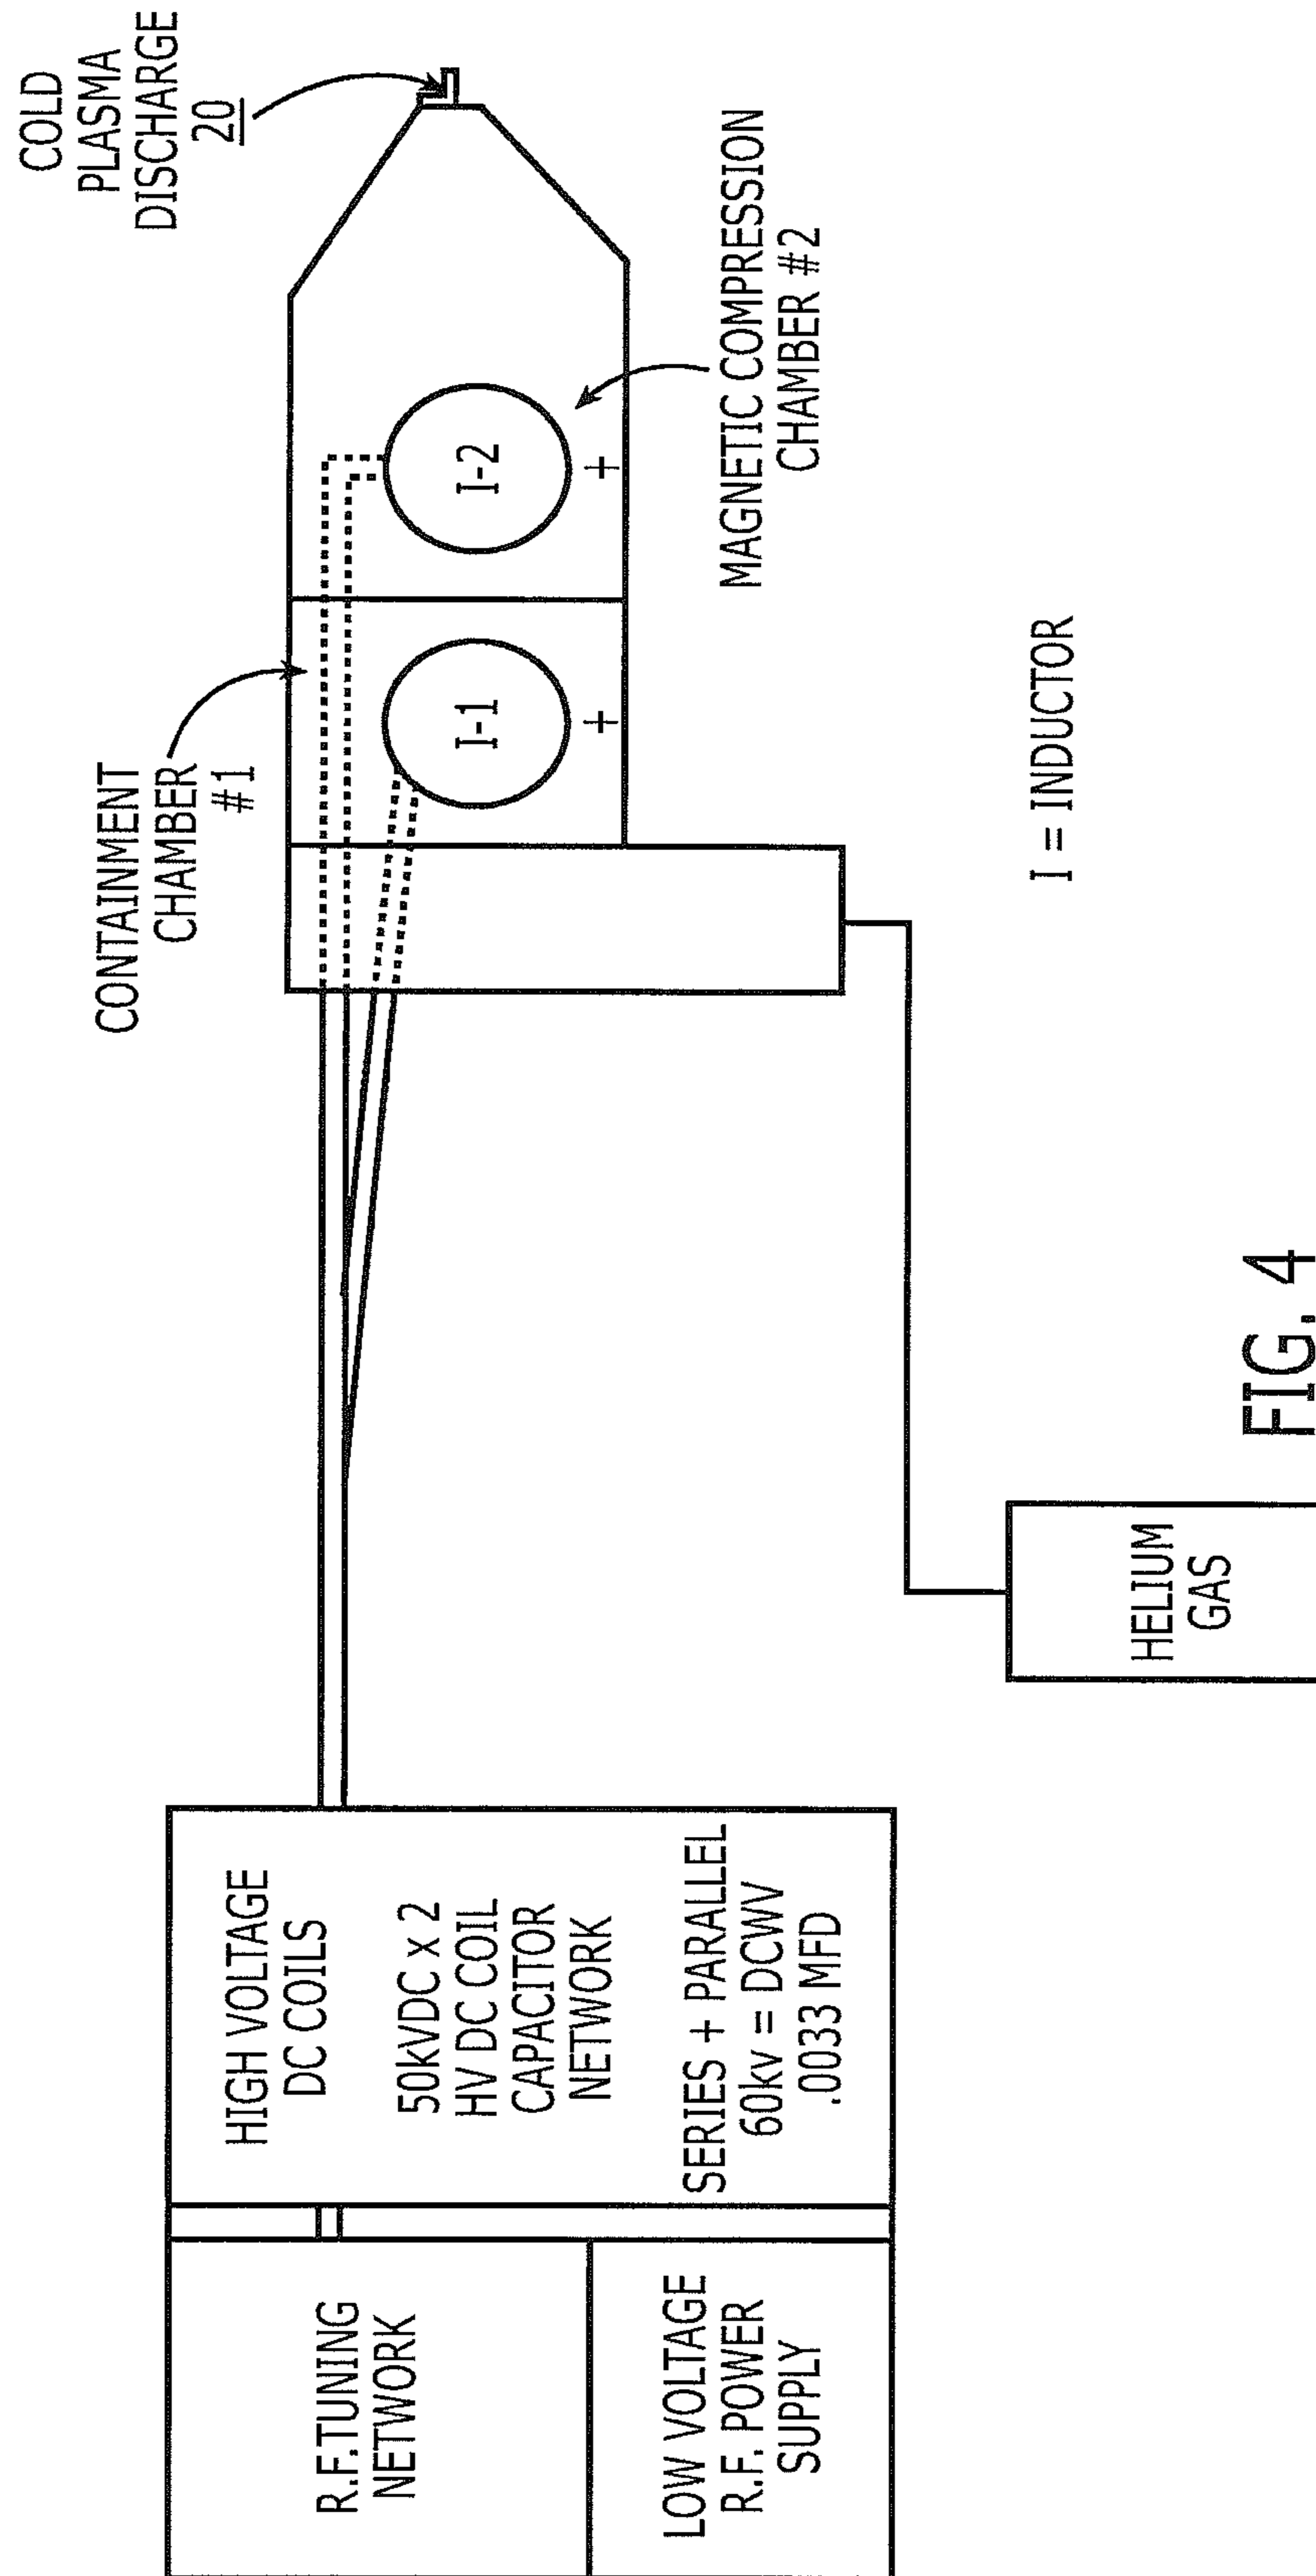 COLD
PLASMA
DISCHARGE
20
CONTAINMENT
CHAMBER
#1
I-1
I-2
+
+
MAGNETIC COMPRESSION
CHAMBER #2
I = INDUCTOR
HIGH VOLTAGE
DC COILS
50kVDC x 2
HV DC COIL
CAPACITOR
NETWORK
SERIES + PARALLEL
60kv = DCWV
.0033 MFD
R.F.TUNING
NETWORK
LOW VOLTAGE
R.F. POWER
SUPPLY
HELIUM
GAS
FIG. 4